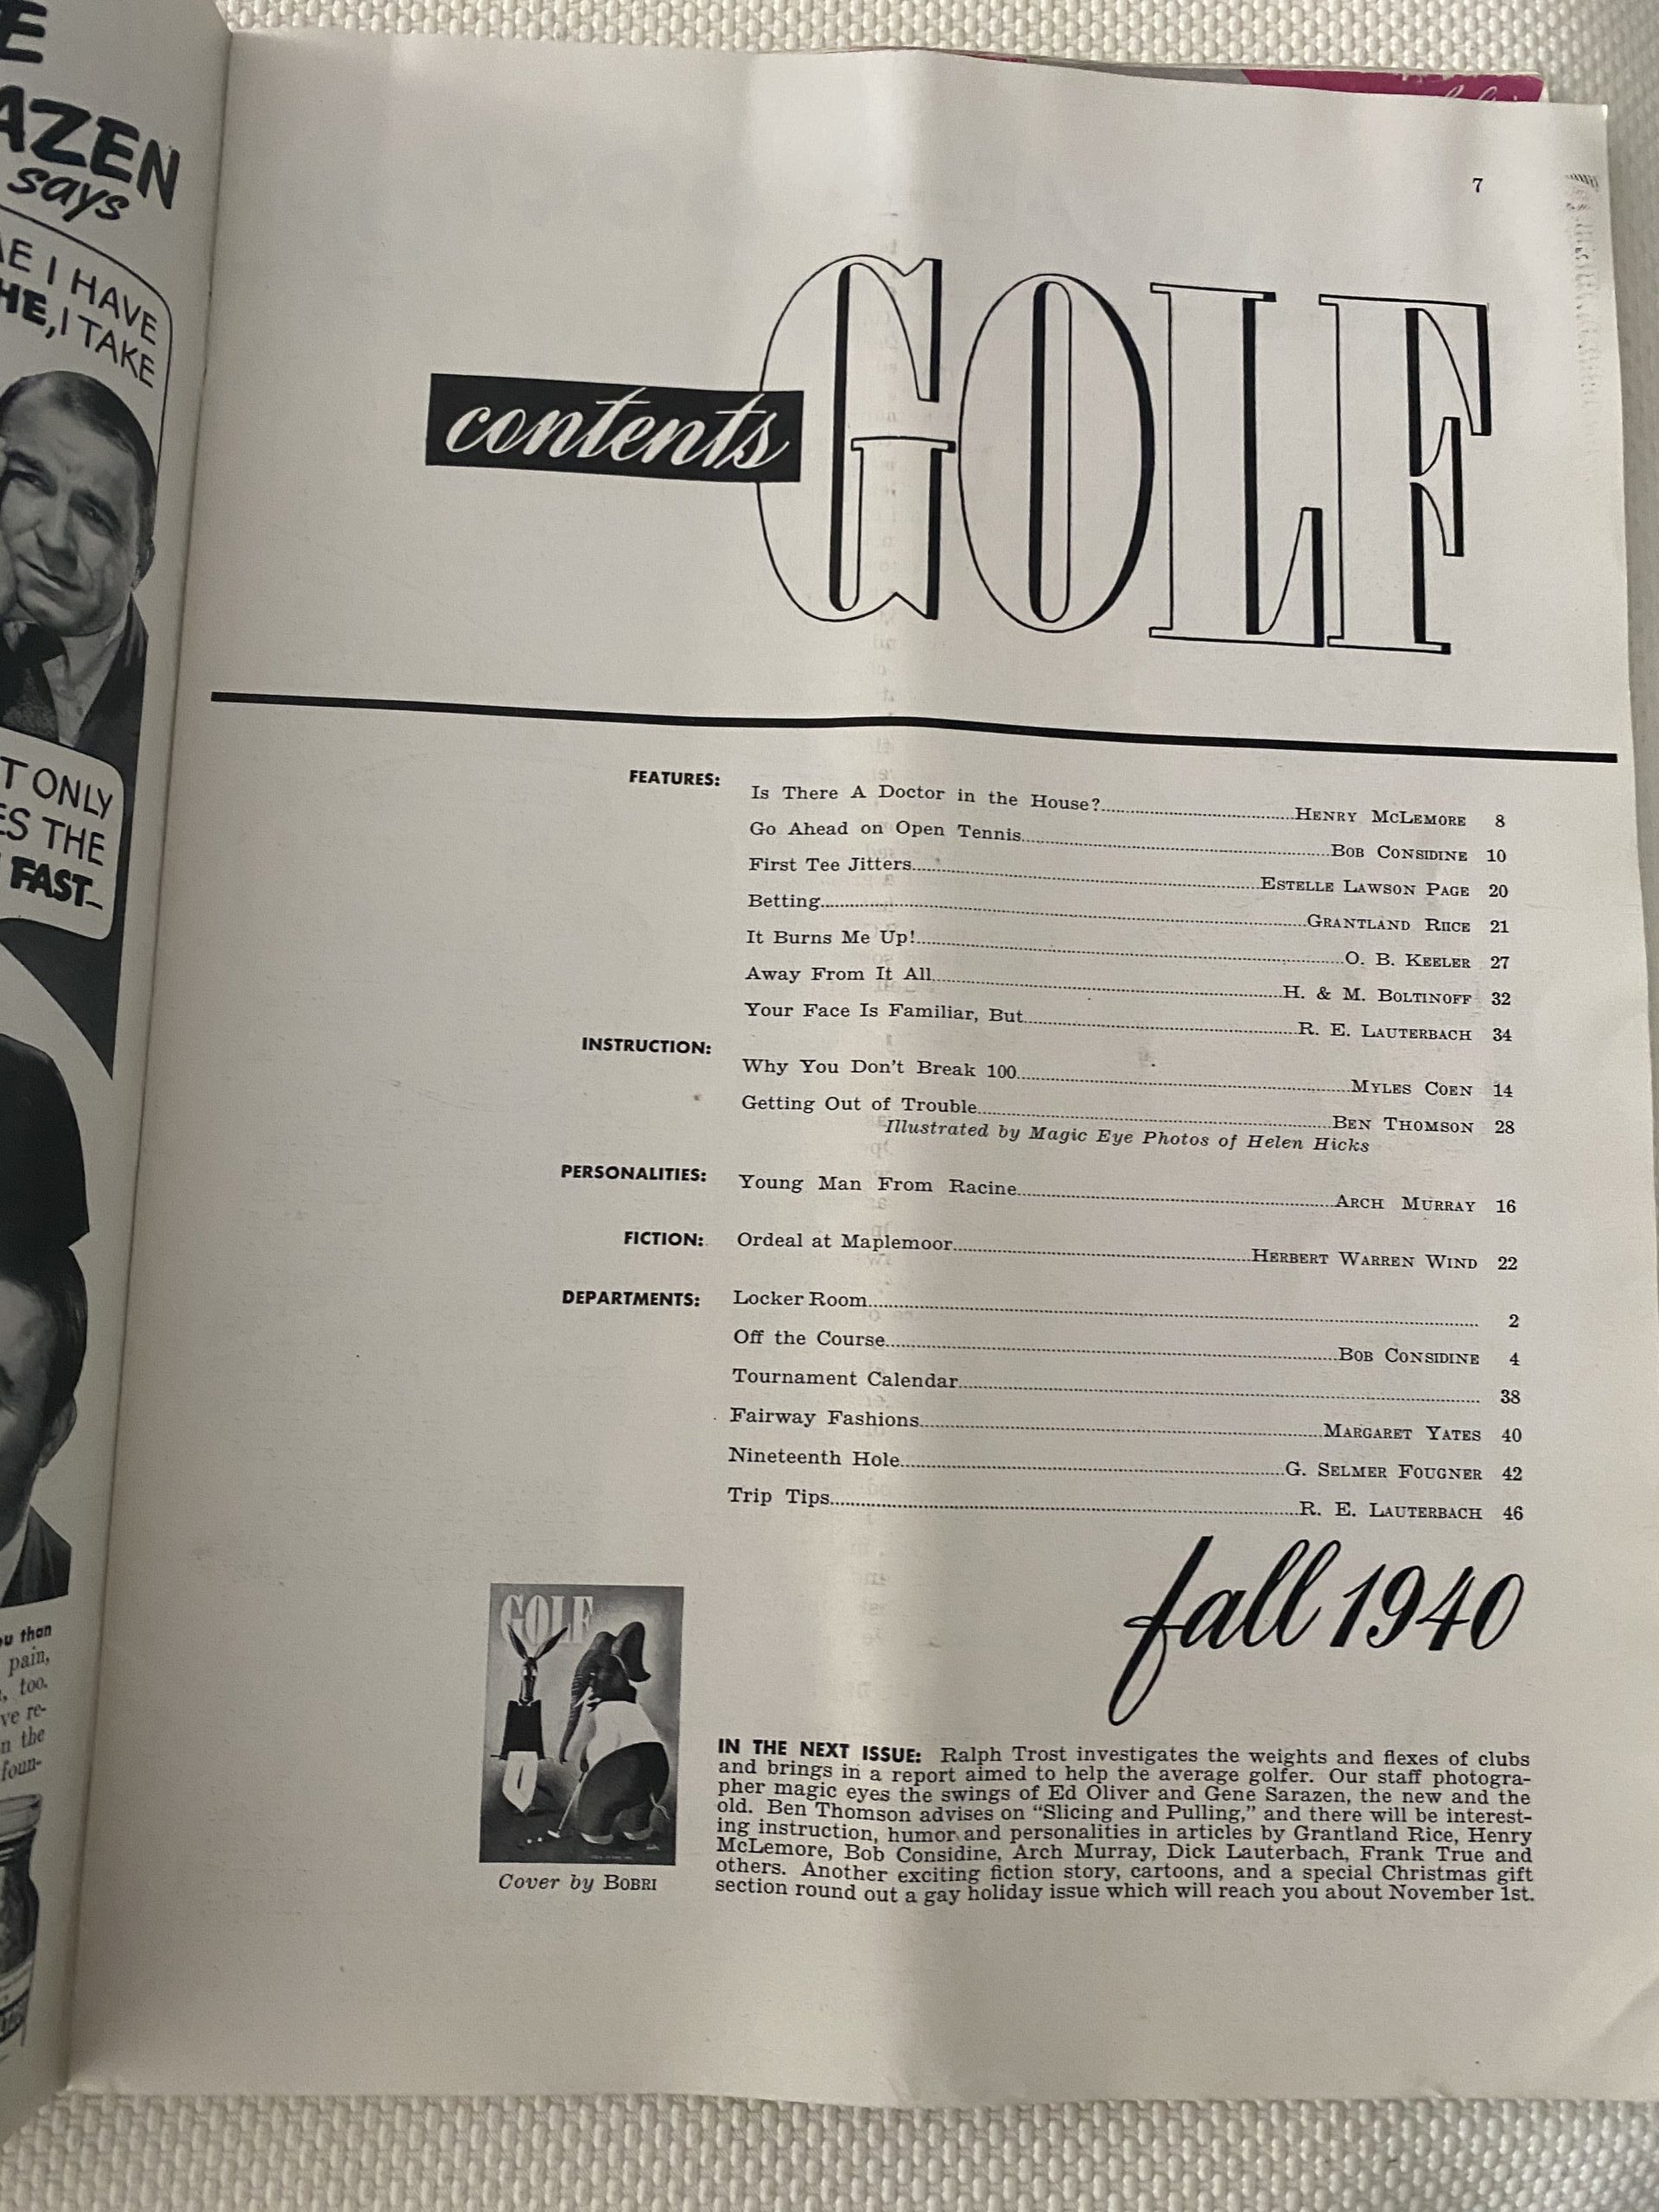 E
AZEN
says
AE I HAVE
HE, I TAKE
T ONLY
ES THE
FAST—
ou than
pain,
, too.
ve re-
n the
foun-
7
contents GOLF
FEATURES:
Is There A Doctor in the House? HENRY MCLEMORE 8
Go Ahead on Open Tennis BOB CONSIDINE 10
First Tee Jitters ESTELLE LAWSON PAGE 20
Betting GRANTLAND RIICE 21
It Burns Me Up! O. B. KEELER 27
Away From It All H. & M. BOLTINOFF 32
Your Face Is Familiar, But R. E. LAUTERBACH 34
INSTRUCTION:
Why You Don't Break 100 MYLES COEN 14
Getting Out of Trouble BEN THOMSON 28
Illustrated by Magic Eye Photos of Helen Hicks
PERSONALITIES: Young Man From Racine ARCH MURRAY 16
FICTION: Ordeal at Maplemoor HERBERT WARREN WIND 22
DEPARTMENTS: Locker Room 2
Off the Course BOB CONSIDINE 4
Tournament Calendar 38
Fairway Fashions MARGARET YATES 40
Nineteenth Hole G. SELMER FOUGNER 42
Trip Tips R. E. LAUTERBACH 46
fall 1940
GOLF
Cover by BOBRI
IN THE NEXT ISSUE: Ralph Trost investigates the weights and flexes of clubs
and brings in a report aimed to help the average golfer. Our staff photogra-
pher magic eyes the swings of Ed Oliver and Gene Sarazen, the new and the
old. Ben Thomson advises on "Slicing and Pulling," and there will be interest-
ing instruction, humor and personalities in articles by Grantland Rice, Henry
McLemore, Bob Considine, Arch Murray, Dick Lauterbach, Frank True and
others. Another exciting fiction story, cartoons, and a special Christmas gift
section round out a gay holiday issue which will reach you about November 1st.